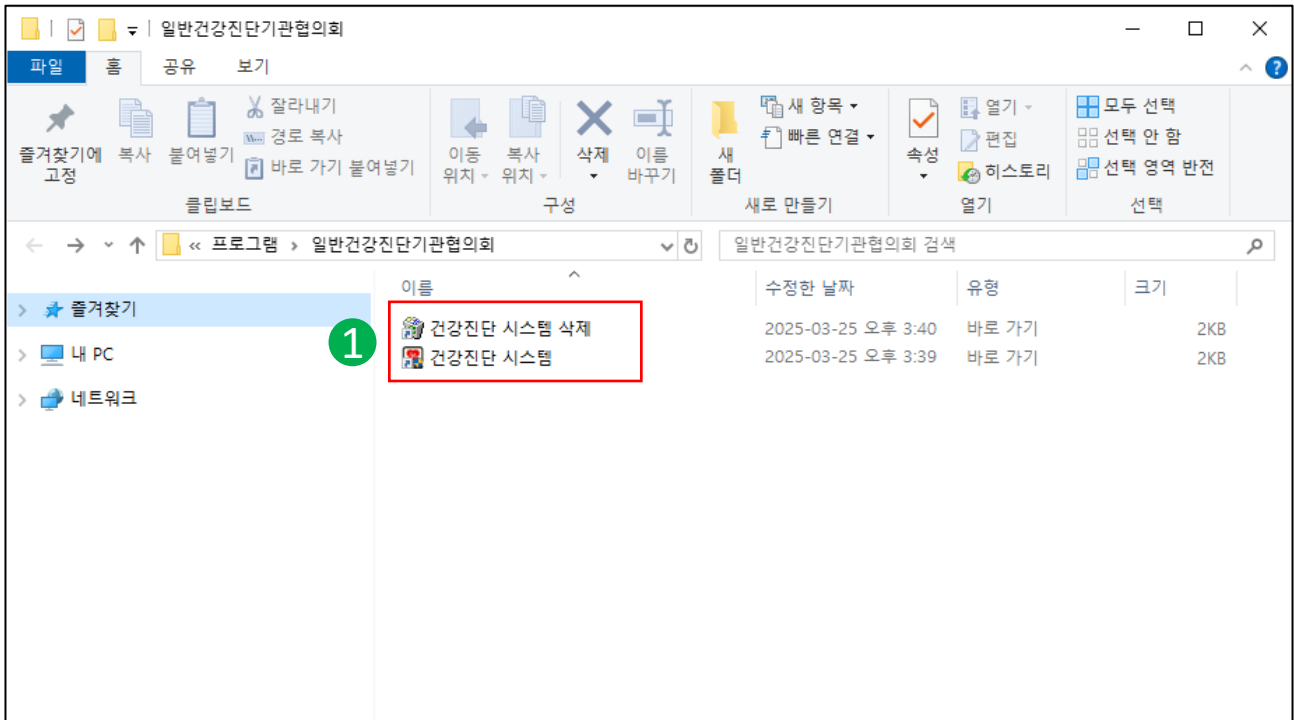 일반건강진단기관협의회
파일 홈 공유 보기
즐겨찾기에 고정
복사
붙여넣기
잘라내기
경로 복사
바로 가기 붙여넣기
클립보드
이동 위치
복사 위치
삭제
이름 바꾸기
구성
새 폴더
새 항목
빠른 연결
새로 만들기
속성
열기
편집
히스토리
열기
모두 선택
선택 안 함
선택 영역 반전
선택
« 프로그램 › 일반건강진단기관협의회
일반건강진단기관협의회 검색
즐겨찾기
내 PC
네트워크
이름 수정한 날짜 유형 크기
1
건강진단 시스템 삭제 2025-03-25 오후 3:40 바로 가기 2KB
건강진단 시스템 2025-03-25 오후 3:39 바로 가기 2KB